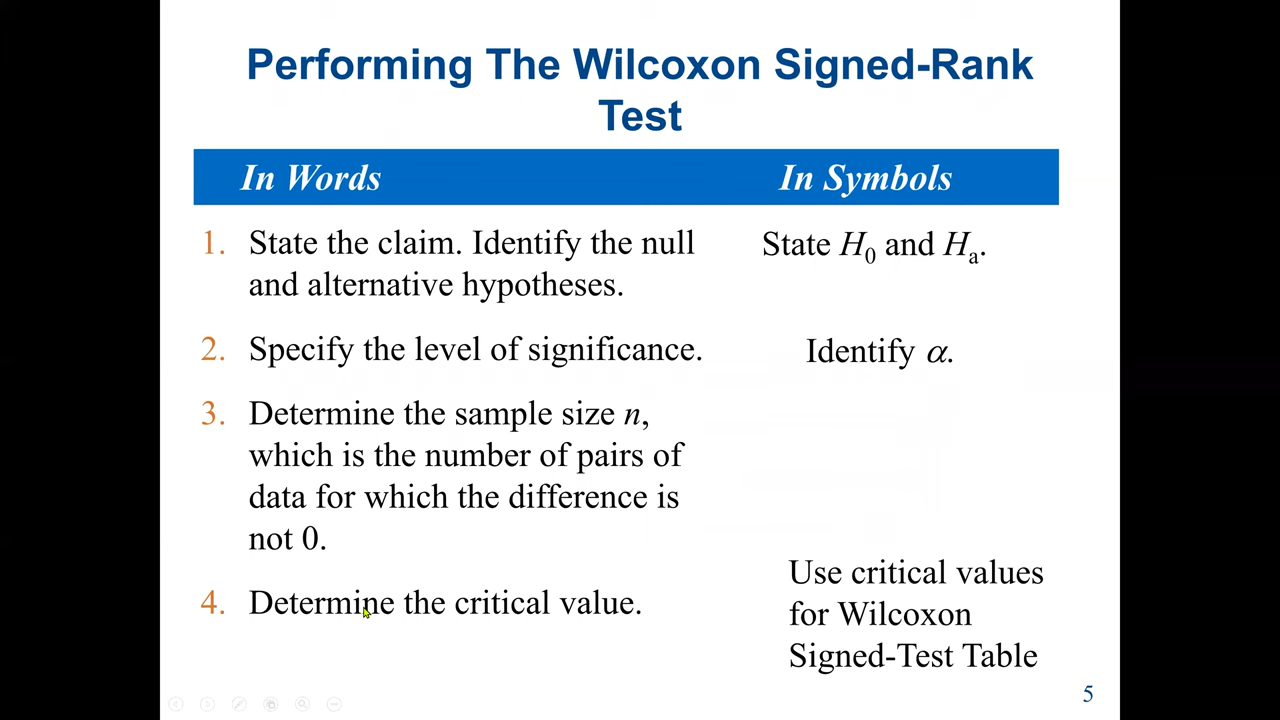 Performing The Wilcoxon Signed-Rank
Test
In Words In Symbols
1. State the claim. Identify the null
and alternative hypotheses.
State H0 and Ha.
2. Specify the level of significance.
Identify α.
3. Determine the sample size n,
which is the number of pairs of
data for which the difference is
not 0.
4. Determine the critical value.
Use critical values
for Wilcoxon
Signed-Test Table
5